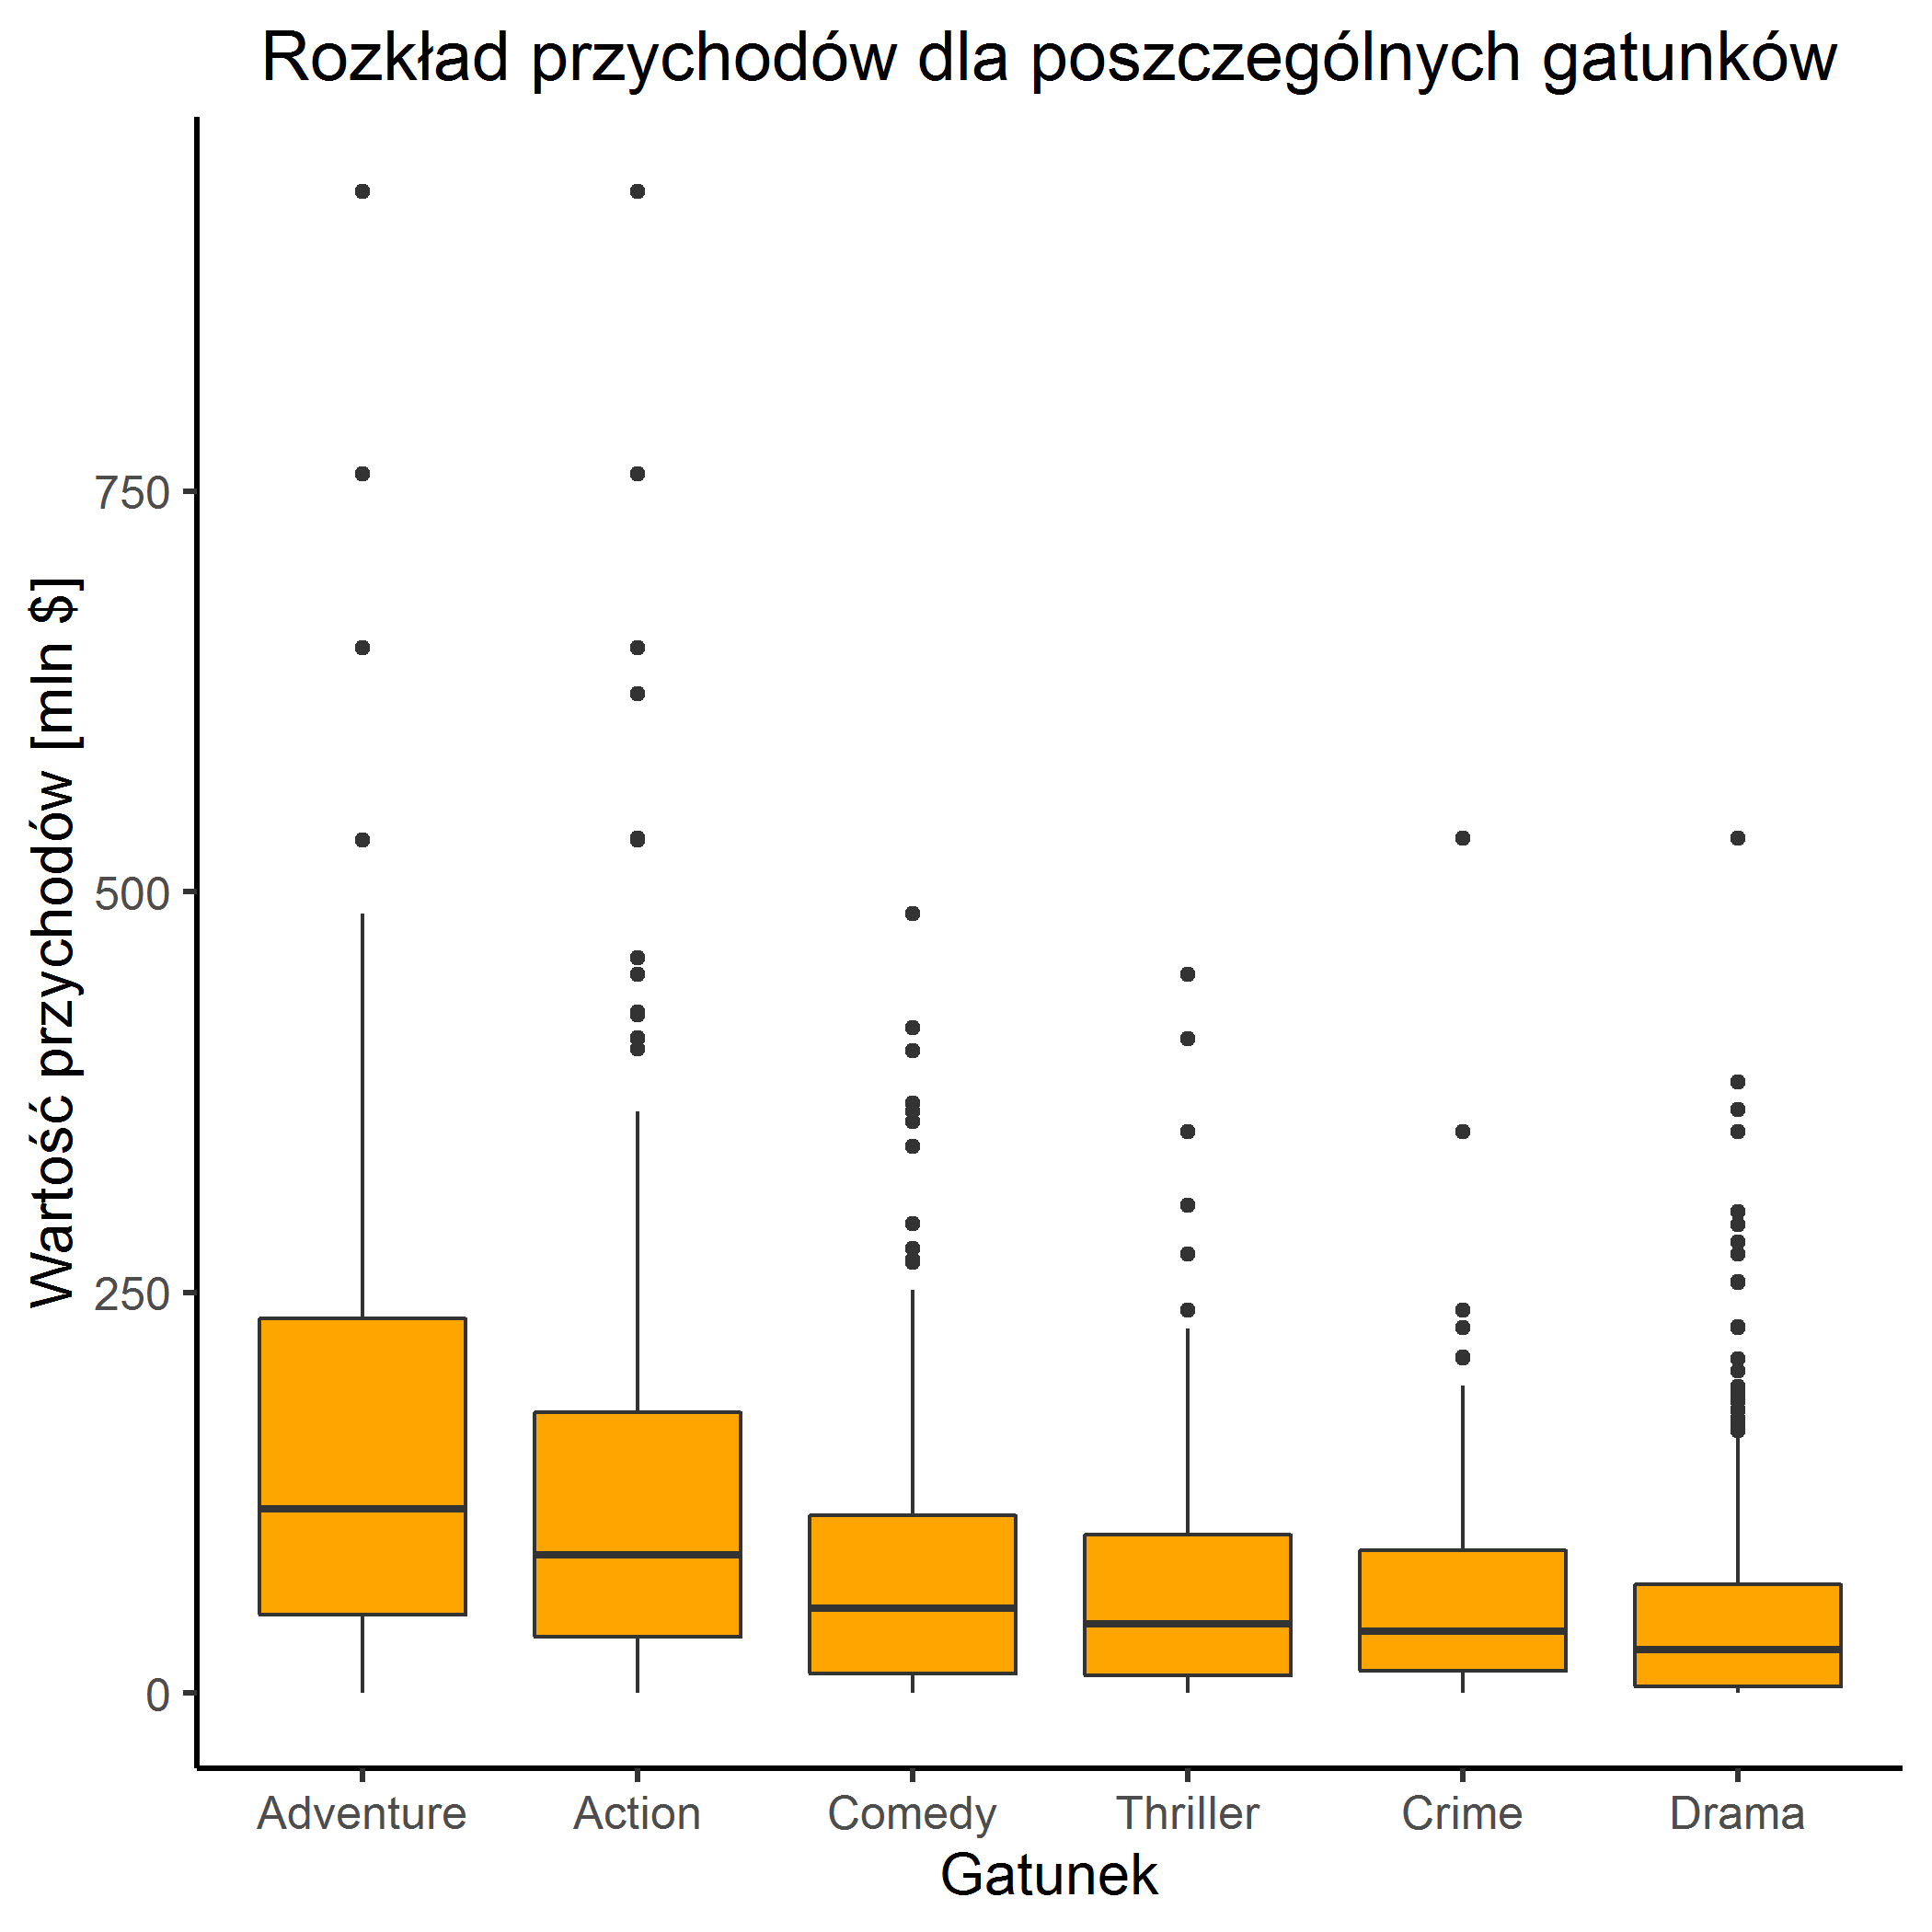 Rozkład przychodów dla poszczególnych gatunków
Wartość przychodów [mln $]
750
500
250
0
Adventure Action Comedy Thriller Crime Drama
Gatunek